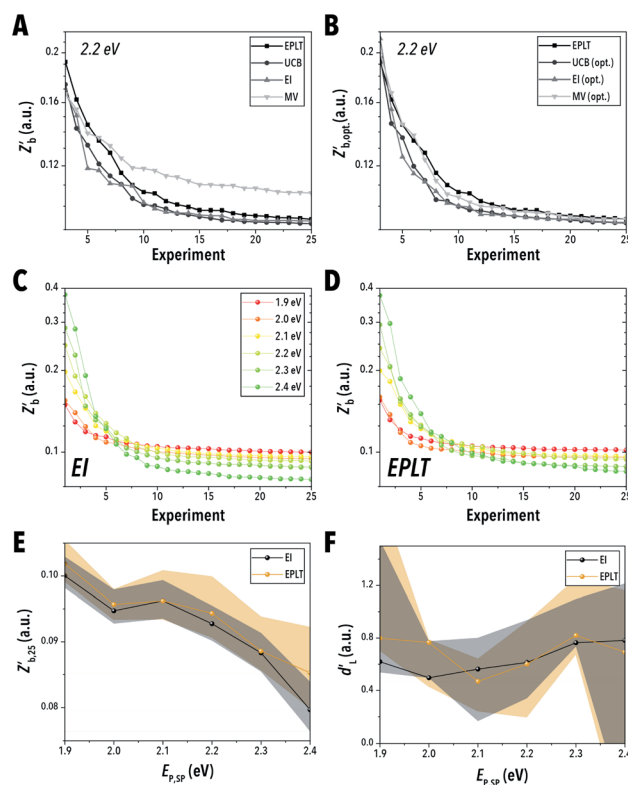 A
2.2 eV
EPLT
UCB
EI
MV
Z'b (a.u.)
0.2
0.16
0.12
5 10 15 20 25
Experiment
B
2.2 eV
EPLT
UCB (opt.)
EI (opt.)
MV (opt.)
Z'b,opt. (a.u.)
0.2
0.16
0.12
5 10 15 20 25
Experiment
C
1.9 eV
2.0 eV
2.1 eV
2.2 eV
2.3 eV
2.4 eV
Z'b (a.u.)
0.4
0.3
0.2
0.1
EI
5 10 15 20 25
Experiment
D
Z'b (a.u.)
0.4
0.3
0.2
0.1
EPLT
5 10 15 20 25
Experiment
E
EI
EPLT
Z'b,25 (a.u.)
0.10
0.09
0.08
1.9 2.0 2.1 2.2 2.3 2.4
EP,SP (eV)
F
EI
EPLT
d'L (a.u.)
1.2
0.8
0.4
0.0
1.9 2.0 2.1 2.2 2.3 2.4
EP,SP (eV)